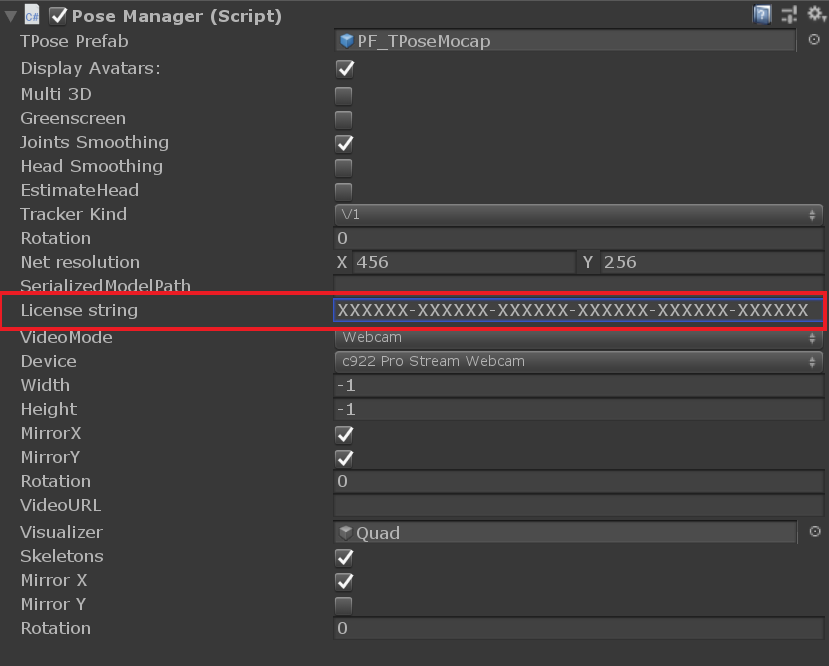 C# Pose Manager (Script)
TPose Prefab PF_TPoseMocap
Display Avatars:
Multi 3D
Greenscreen
Joints Smoothing
Head Smoothing
EstimateHead
Tracker Kind V1
Rotation 0
Net resolution X 456 Y 256
SerializedModelPath
License string XXXXXX-XXXXXX-XXXXXX-XXXXXX-XXXXXX-XXXXXX
VideoMode Webcam
Device c922 Pro Stream Webcam
Width -1
Height -1
MirrorX
MirrorY
Rotation 0
VideoURL
Visualizer Quad
Skeletons
Mirror X
Mirror Y
Rotation 0